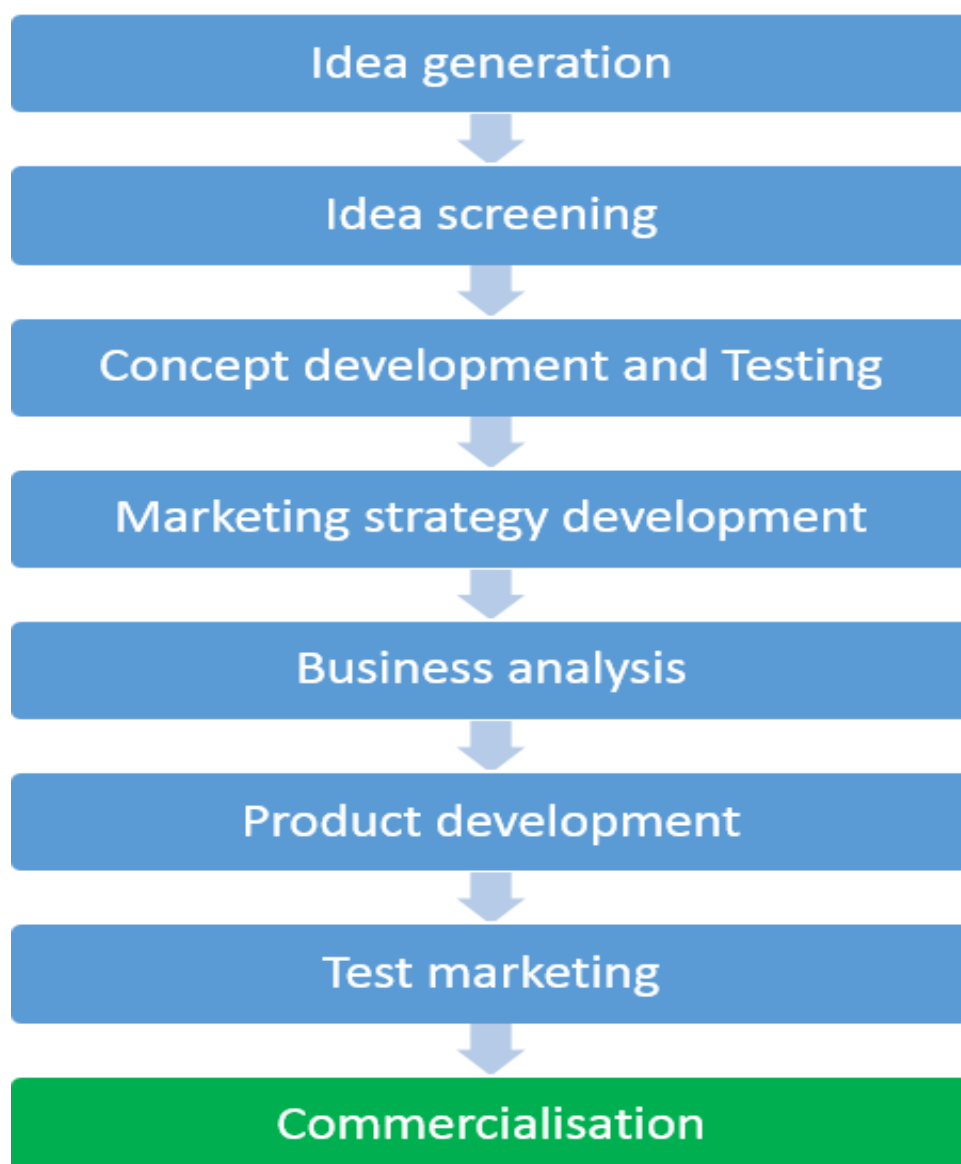 Idea generation
Idea screening
Concept development and Testing
Marketing strategy development
Business analysis
Product development
Test marketing
Commercialisation